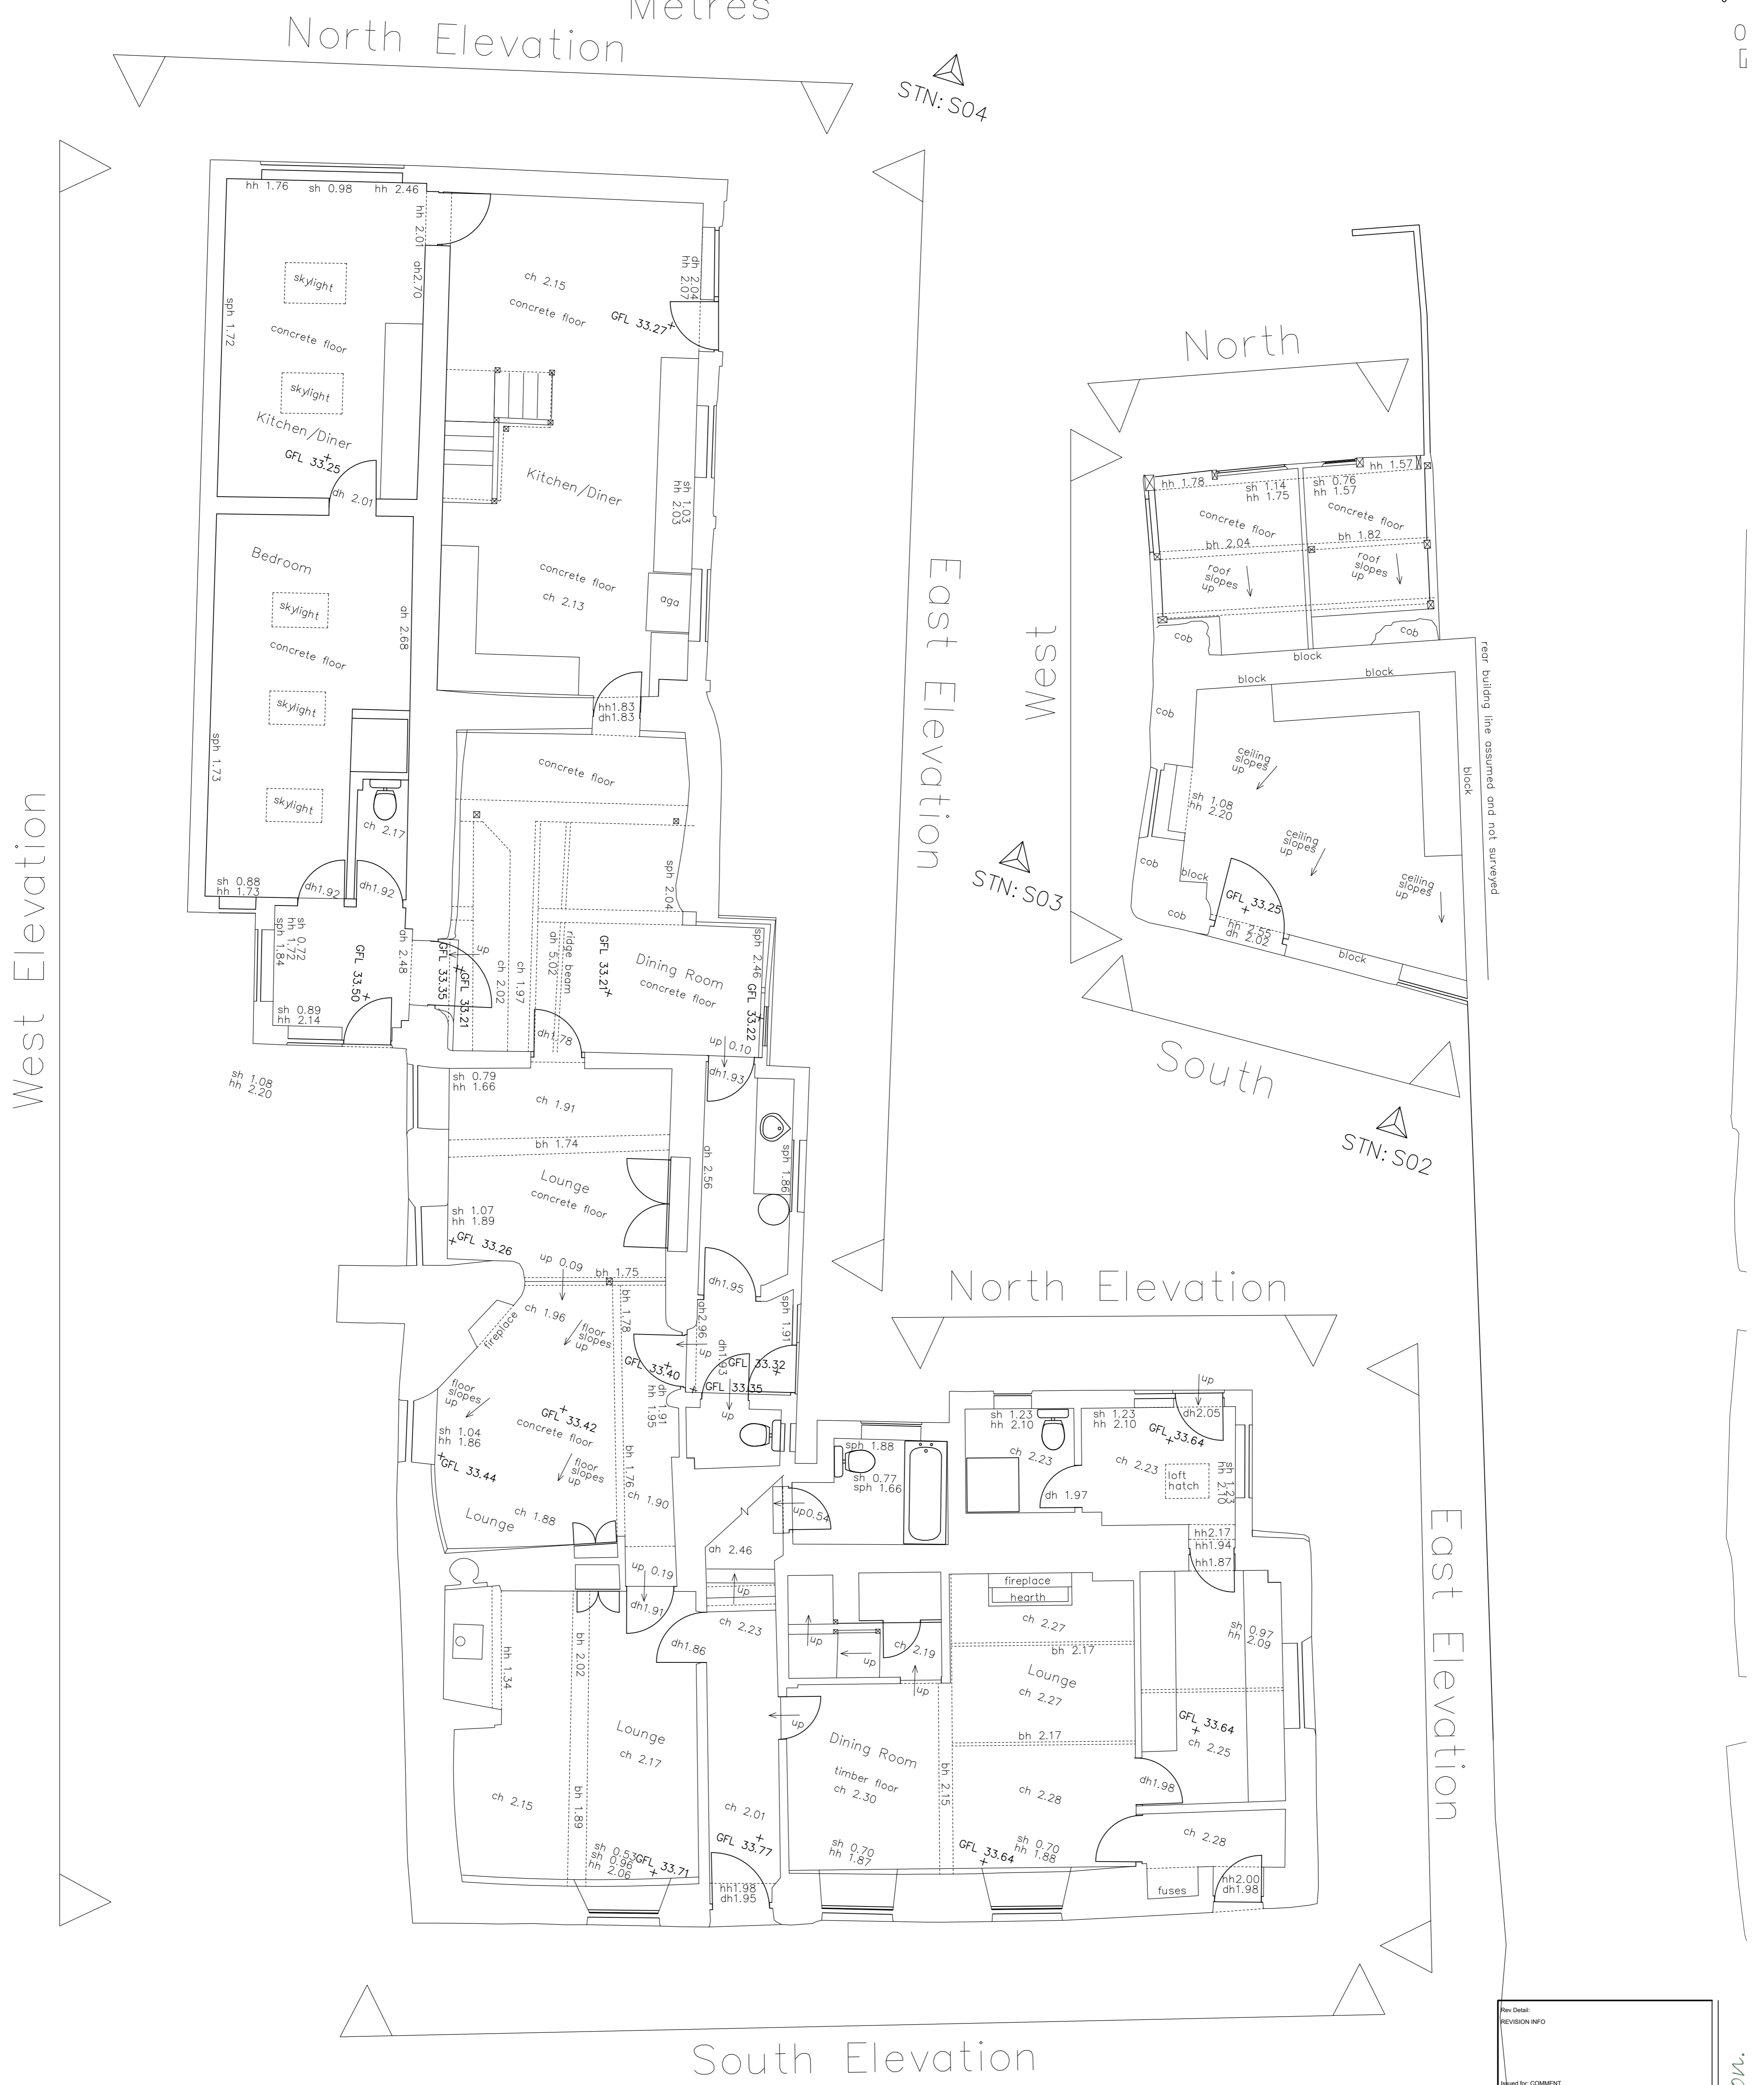 Metres
North Elevation
STN: S04
hh 1.76
sh 0.98
hh 2.46
hh 2.01
ah2.70
skylight
sph 1.72
concrete floor
skylight
Kitchen/Diner
GFL 33.25
dh 2.01
ch 2.15
concrete floor
GFL 33.27
dh 2.04
hh 2.07
Kitchen/Diner
sh 1.03
hh 2.03
concrete floor
ch 2.13
aga
hh1.83
dh1.83
Bedroom
skylight
concrete floor
ah 2.68
skylight
sph 1.73
skylight
ch 2.17
sh 0.88
hh 1.73
dh1.92
dh1.92
sh 0.72
hh 1.72
sph 1.84
GFL 33.50
ah 2.48
sh 0.89
hh 2.14
sh 1.08
hh 2.20
concrete floor
sph 2.04
GFL 33.35
GFL 33.21
up
ch 2.02
ch 1.97
ridge beam
ah 5.02
GFL 33.21
Dining Room
concrete floor
sph 2.46
GFL 33.22
dh1.78
up 0.10
dh1.93
sh 0.79
hh 1.66
ch 1.91
bh 1.74
Lounge
concrete floor
ah 2.56
sph 1.86
sh 1.07
hh 1.89
GFL 33.26
up 0.09
bh 1.75
dh1.95
fireplace
ch 1.96
floor
slopes
up
bh 1.78
ah2.96
sph 1.91
up
dh1.93
GFL 33.32
GFL 33.40
GFL 33.35
dh 1.91
hh 1.95
up
floor
slopes
up
GFL 33.42
concrete floor
sh 1.04
hh 1.86
GFL 33.44
floor
slopes
up
bh 1.76
ch 1.90
Lounge
ch 1.88
up 0.19
dh1.91
ah 2.46
up
up0.54
sph 1.88
sh 0.77
sph 1.66
West Elevation
East Elevation
North
hh 1.78
sh 1.14
hh 1.75
sh 0.76
hh 1.57
hh 1.57
concrete floor
concrete floor
bh 2.04
bh 1.82
roof
slopes
up
roof
slopes
up
cob
cob
block
block
block
cob
West
ceiling
slopes
up
sh 1.08
hh 2.20
ceiling
slopes
up
ceiling
slopes
up
block
rear buildng line assumed and not surveyed
cob
block
GFL 33.25
hh 2.55
dh 2.02
cob
block
STN: S03
South
STN: S02
North Elevation
up
sh 1.23
hh 2.10
sh 1.23
hh 2.10
dh2.05
GFL 33.64
ch 2.23
ch 2.23
loft
hatch
sh 1.23
hh 2.10
dh 1.97
hh2.17
hh1.94
hh1.87
East Elevation
fireplace
hearth
ch 2.27
bh 2.17
Lounge
ch 2.27
bh 2.17
sh 0.97
hh 2.09
GFL 33.64
ch 2.25
dh1.98
ch 2.28
ch 2.28
up
up
ch 2.19
up
up
Dining Room
timber floor
ch 2.30
bh 2.15
sh 0.70
hh 1.87
GFL 33.64
sh 0.70
hh 1.88
fuses
hh2.00
dh1.98
hh 1.34
bh 2.02
Lounge
ch 2.17
dh1.86
ch 2.23
ch 2.15
bh 1.89
sh 0.53
sh 0.96
hh 2.06
GFL 33.71
ch 2.01
GFL 33.77
hh1.98
dh1.95
South Elevation
Rev Detail:
REVISION INFO
Issued for: COMMENT